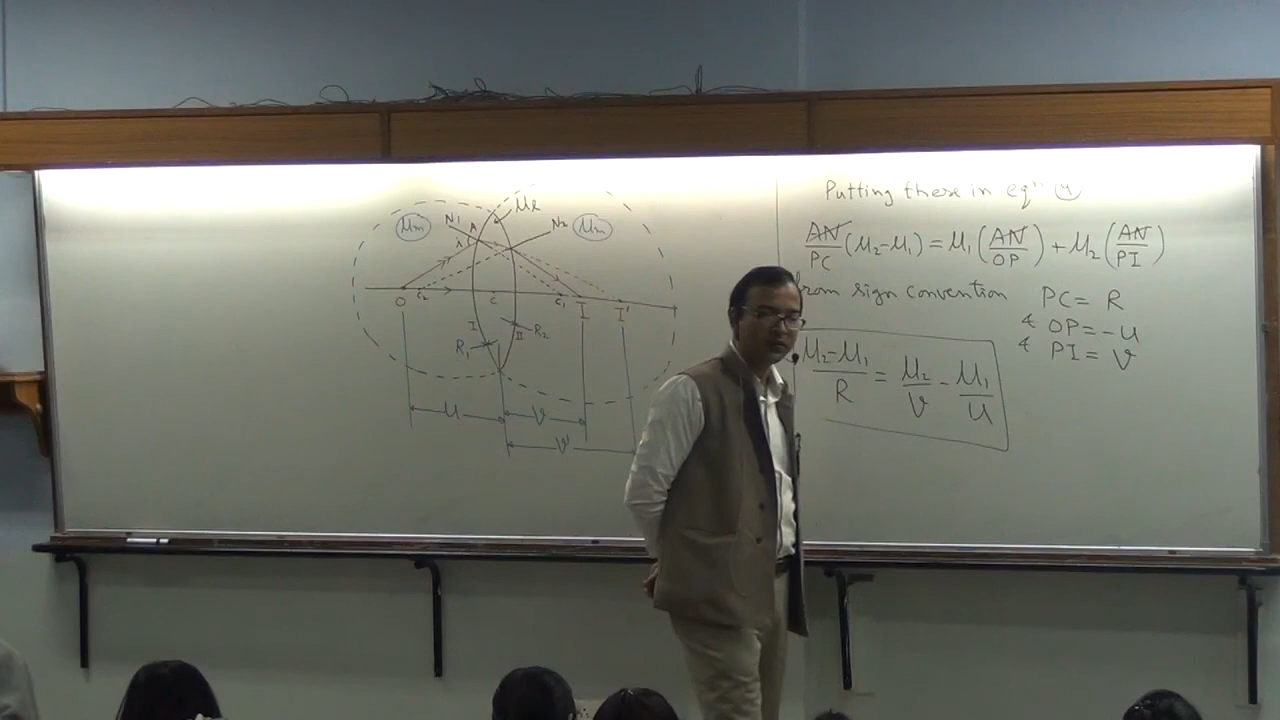 μm N1 A μl N2 μm
i
O C2 C C1 I I'
I II
R1 R2
u v
v'
Putting these in eqn 4
AN/PC (μ2-μ1) = μ1 (AN/OP) + μ2 (AN/PI)
from sign convention PC = R
& OP = -u
& PI = v
μ2-μ1/R = μ2/v - μ1/u